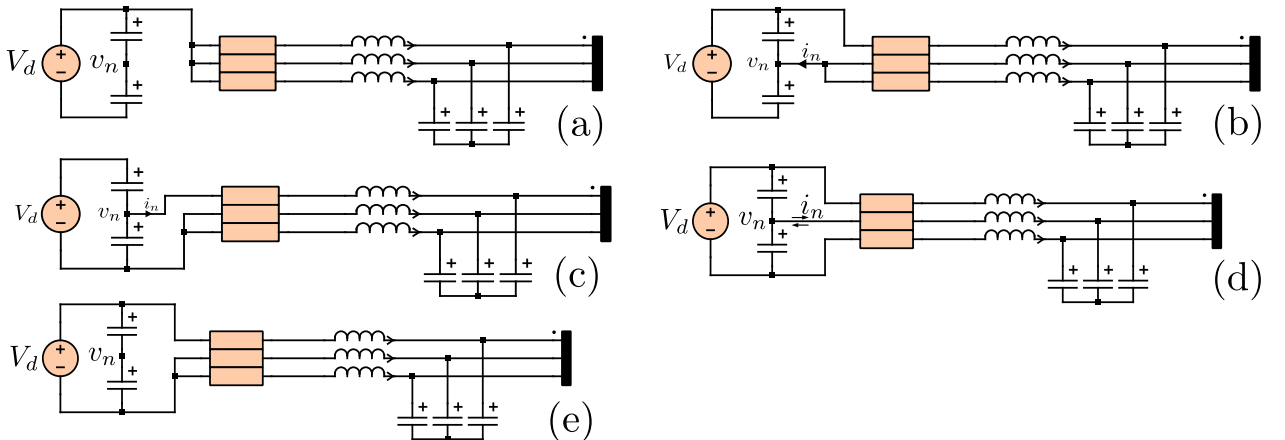 V_d v_n (a)
V_d v_n i_n (b)
V_d v_n i_n (c)
V_d v_n i_n (d)
V_d v_n (e)